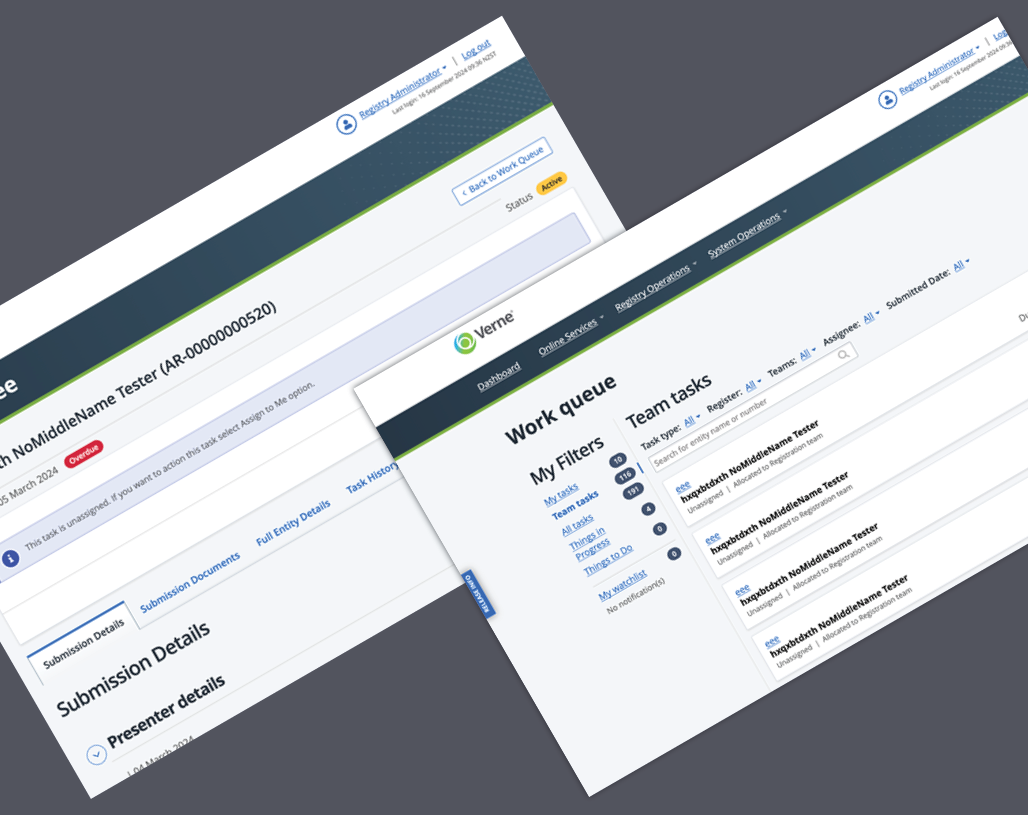 Registry Administrator | Log out
Last login: 16 September 2024 09:36 NZST
ee
‹ Back to Work Queue
Status Active
th NoMiddleName Tester (AR-00000000520)
05 March 2024 Overdue
This task is unassigned. If you want to action this task select Assign to Me option.
Submission Details
Submission Documents
Full Entity Details
Task History
Submission Details
Presenter details
04 March 2024
Registry Administrator | Log
Last login: 16 September 2024 09:36
Verne
Dashboard
Online Services
Registry Operations
System Operations
Work queue
My Filters
My tasks 10
Team tasks 116
All tasks 191
Things in
Progress 4
Things to Do 0
My watchlist 0
No notification(s)
Team tasks
Task type: All Register: All Teams: All Assignee: All Submitted Date: All
Du
Search for entity name or number
eee
hxqxbtdxth NoMiddleName Tester
Unassigned | Allocated to Registration team
eee
hxqxbtdxth NoMiddleName Tester
Unassigned | Allocated to Registration team
eee
hxqxbtdxth NoMiddleName Tester
Unassigned | Allocated to Registration team
eee
hxqxbtdxth NoMiddleName Tester
Unassigned | Allocated to Registration team
RELEASE INFO